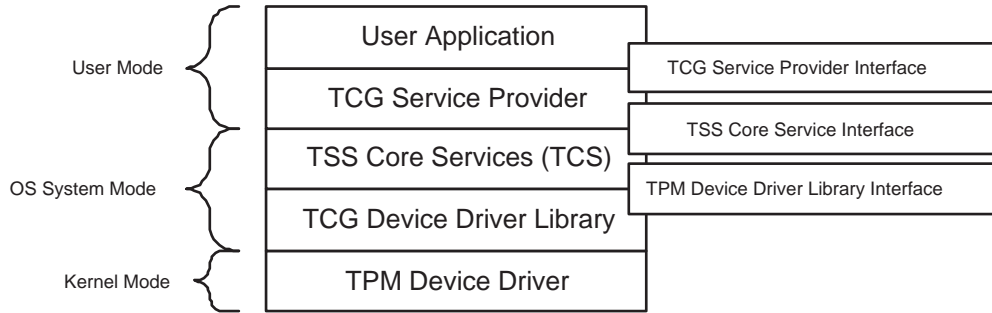 User Application
TCG Service Provider Interface
User Mode
TCG Service Provider
TSS Core Service Interface
TSS Core Services (TCS)
OS System Mode
TPM Device Driver Library Interface
TCG Device Driver Library
Kernel Mode
TPM Device Driver